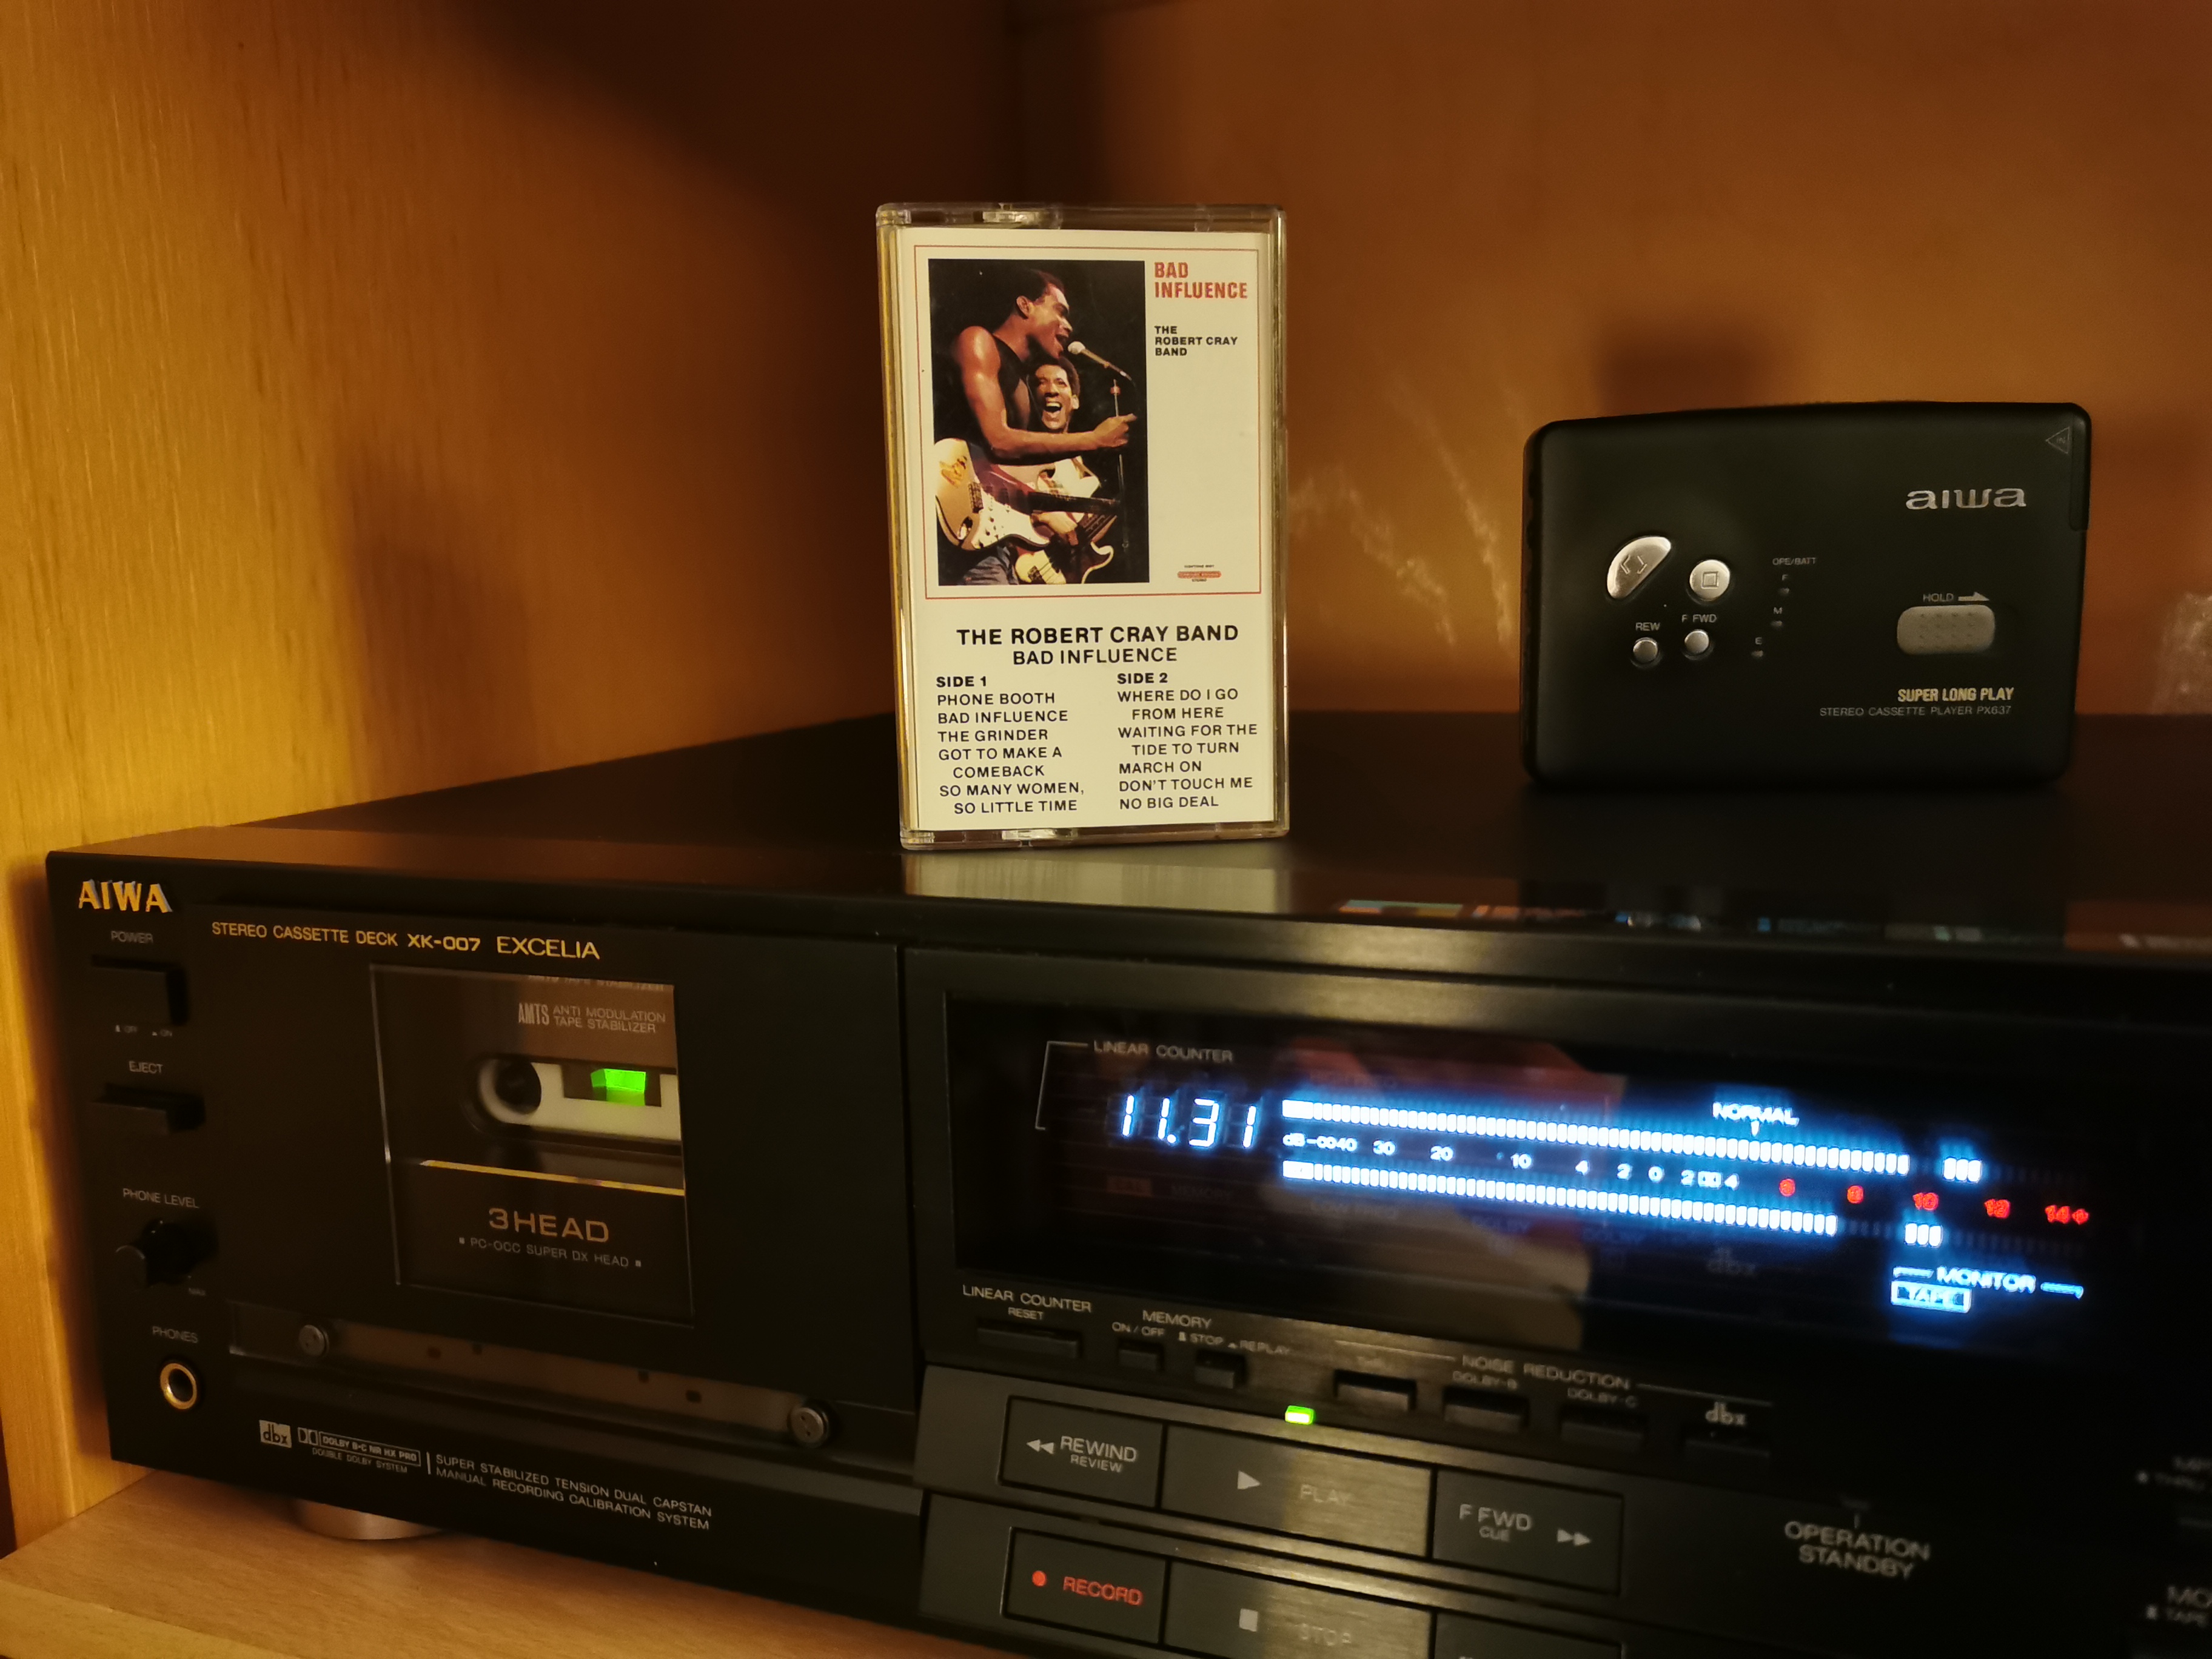 BAD
INFLUENCE
THE
ROBERT CRAY
BAND
THE ROBERT CRAY BAND
BAD INFLUENCE
SIDE 1
PHONE BOOTH
BAD INFLUENCE
THE GRINDER
GOT TO MAKE A
COMEBACK
SO MANY WOMEN,
SO LITTLE TIME
SIDE 2
WHERE DO I GO
FROM HERE
WAITING FOR THE
TIDE TO TURN
MARCH ON
DON'T TOUCH ME
NO BIG DEAL
aiwa
OPE/BATT
F
M
E
REW
F FWD
HOLD
SUPER LONG PLAY
STEREO CASSETTE PLAYER PX637
AIWA
STEREO CASSETTE DECK XK-007 EXCELIA
POWER
OFF ON
EJECT
PHONE LEVEL
PHONES
AMTS ANTI MODULATION
TAPE STABILIZER
3HEAD
PC-OCC SUPER DX HEAD
dbx
DOLBY B-C NR HX PRO
DOUBLE DOLBY SYSTEM
SUPER STABILIZED TENSION DUAL CAPSTAN
MANUAL RECORDING CALIBRATION SYSTEM
LINEAR COUNTER
11.31
NORMAL
dB -∞ 40 30 20 10 4 2 0 2 4 6 8 10 12 14+
dbx
MONITOR
TAPE
LINEAR COUNTER
RESET
MEMORY
ON / OFF STOP REPLAY
NOISE REDUCTION
DOLBY-B
DOLBY-C
dbx
REWIND
REVIEW
PLAY
F FWD
CUE
RECORD
STOP
OPERATION
STANDBY